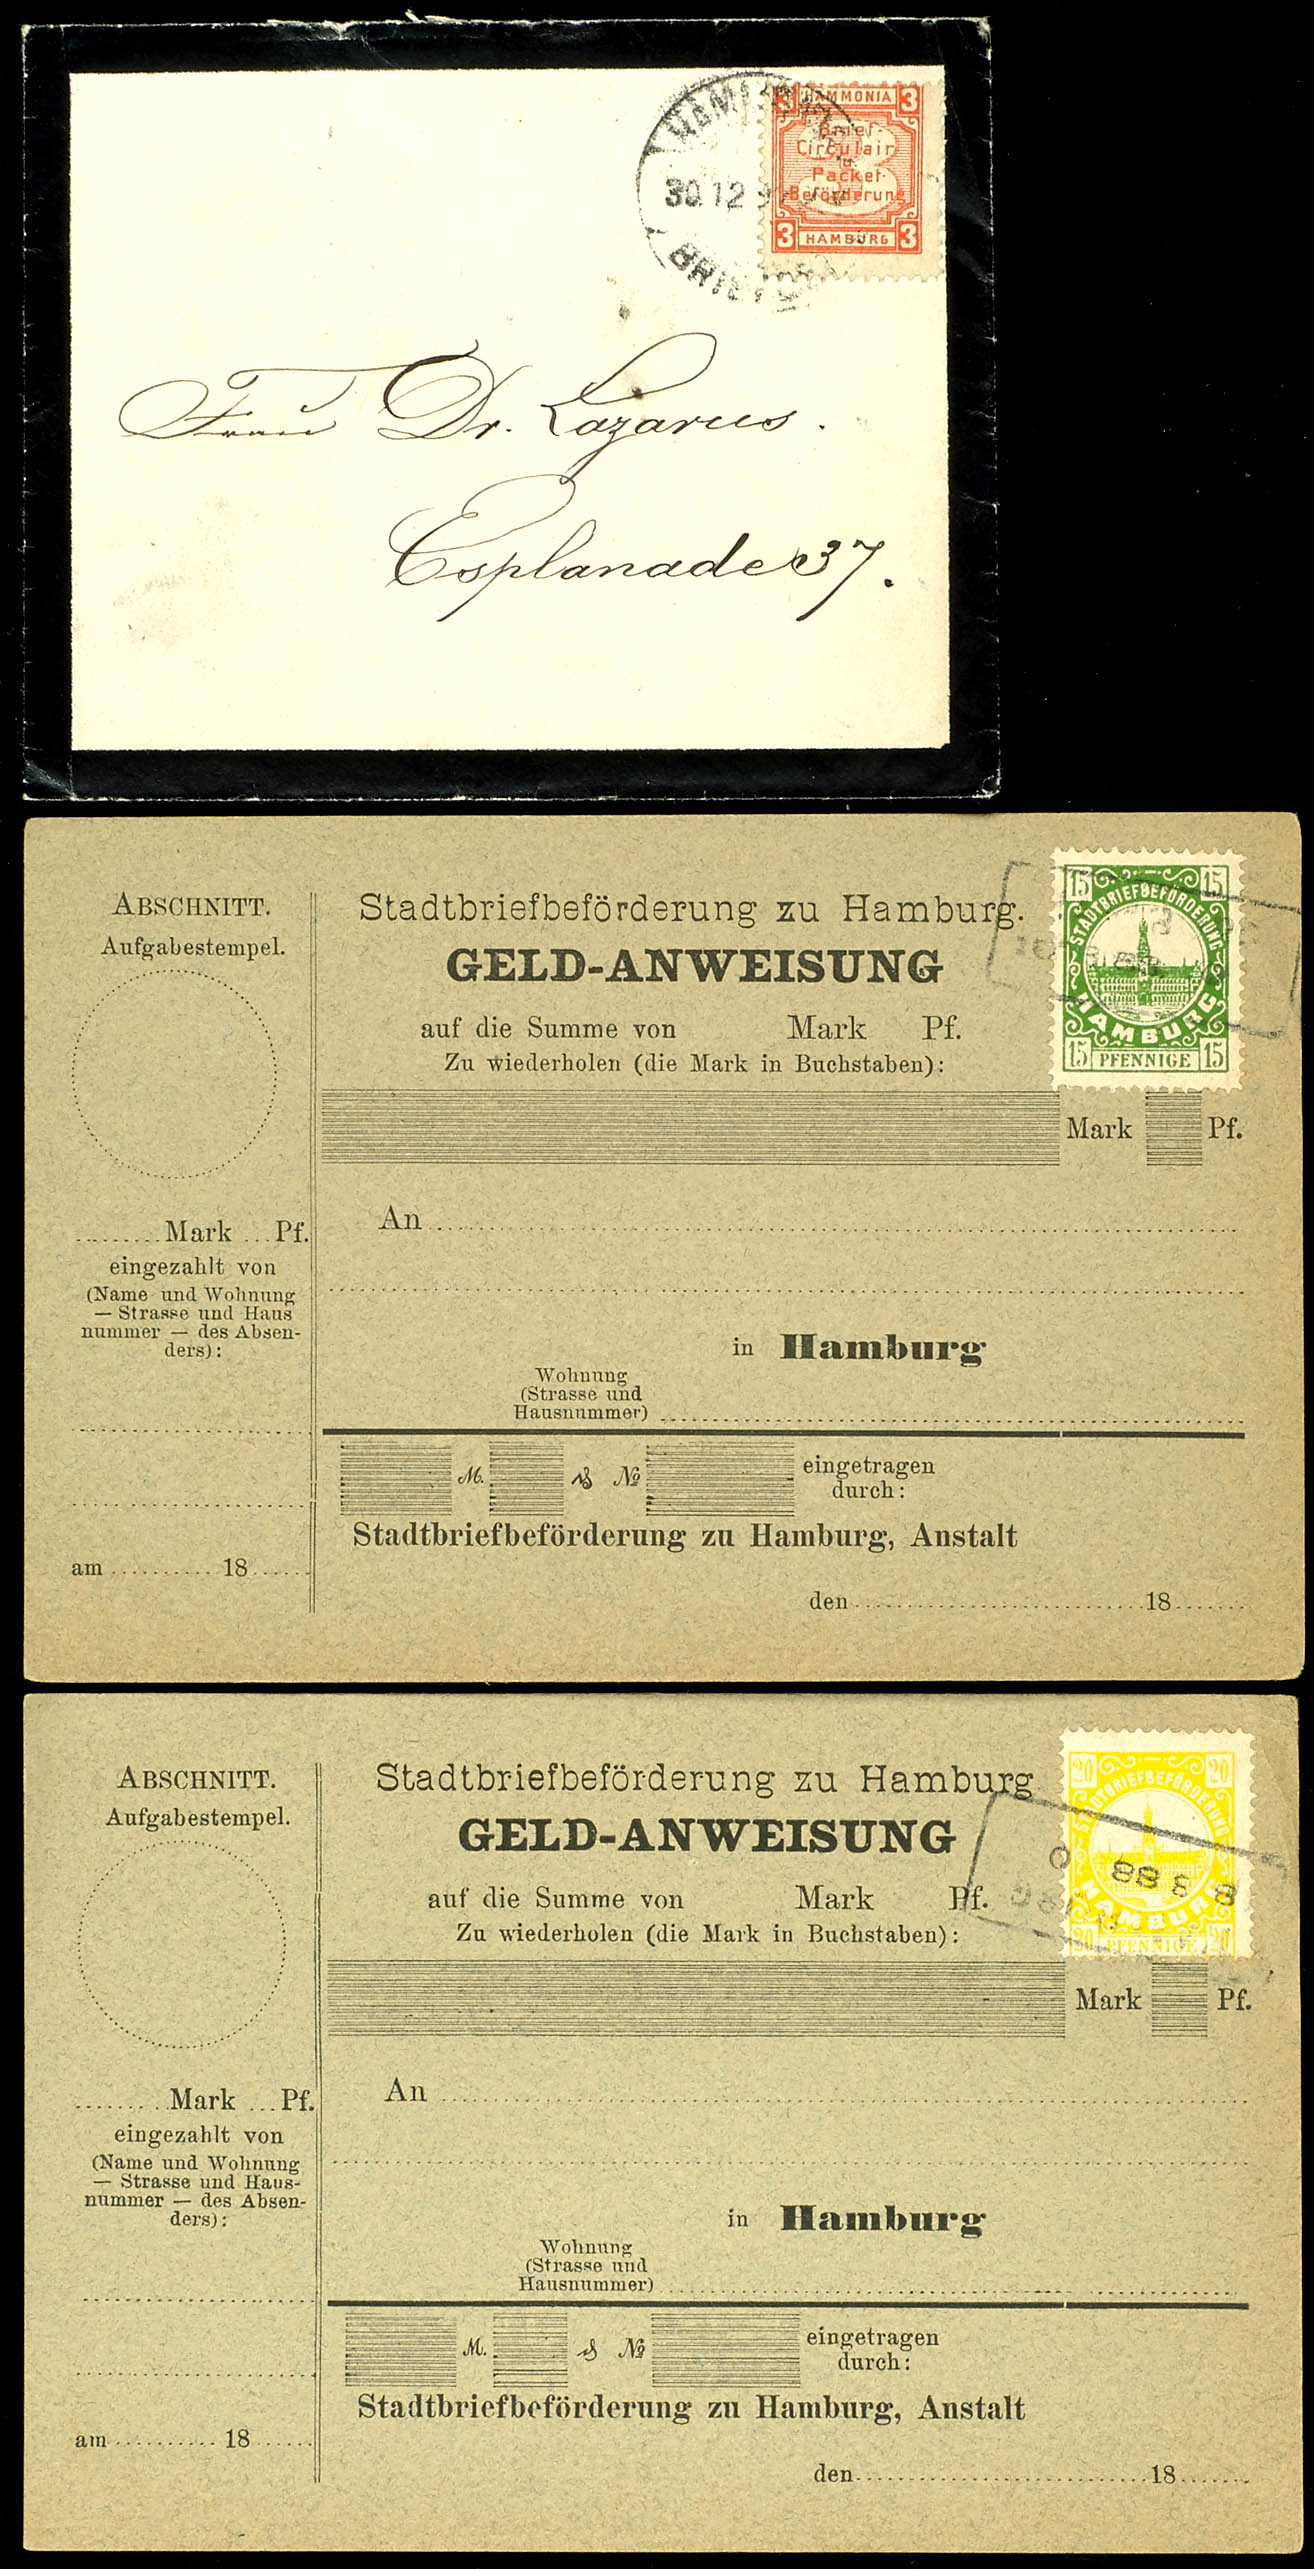 3 HAMMONIA 3
Brief-
Circulair
u.
Packet-
Beförderung
3 HAMBURG 3
30 12
Frau Dr. Lazarus.
Esplanade 37.
ABSCHNITT.
Aufgabestempel.
Mark Pf.
eingezahlt von
(Name und Wohnung
— Strasse und Haus
nummer — des Absen-
ders):
am 18
Stadtbriefbeförderung zu Hamburg.
GELD-ANWEISUNG
auf die Summe von Mark Pf.
Zu wiederholen (die Mark in Buchstaben):
Mark Pf.
An
in Hamburg
Wohnung
(Strasse und
Hausnummer)
M. ₰ № eingetragen
durch:
Stadtbriefbeförderung zu Hamburg, Anstalt
den 18
15 15
STADTBRIEFBEFÖRDERUNG
HAMBURG
15 PFENNIGE 15
ABSCHNITT.
Aufgabestempel.
Mark Pf.
eingezahlt von
(Name und Wohnung
— Strasse und Haus-
nummer — des Absen-
ders):
am 18
Stadtbriefbeförderung zu Hamburg
GELD-ANWEISUNG
auf die Summe von Mark Pf.
Zu wiederholen (die Mark in Buchstaben):
Mark Pf.
An
in Hamburg
Wohnung
(Strasse und
Hausnummer)
M. ₰ № eingetragen
durch:
Stadtbriefbeförderung zu Hamburg, Anstalt
den 18
20 20
STADTBRIEFBEFÖRDERUNG
HAMBURG
20 PFENNIGE 20
8 3 88